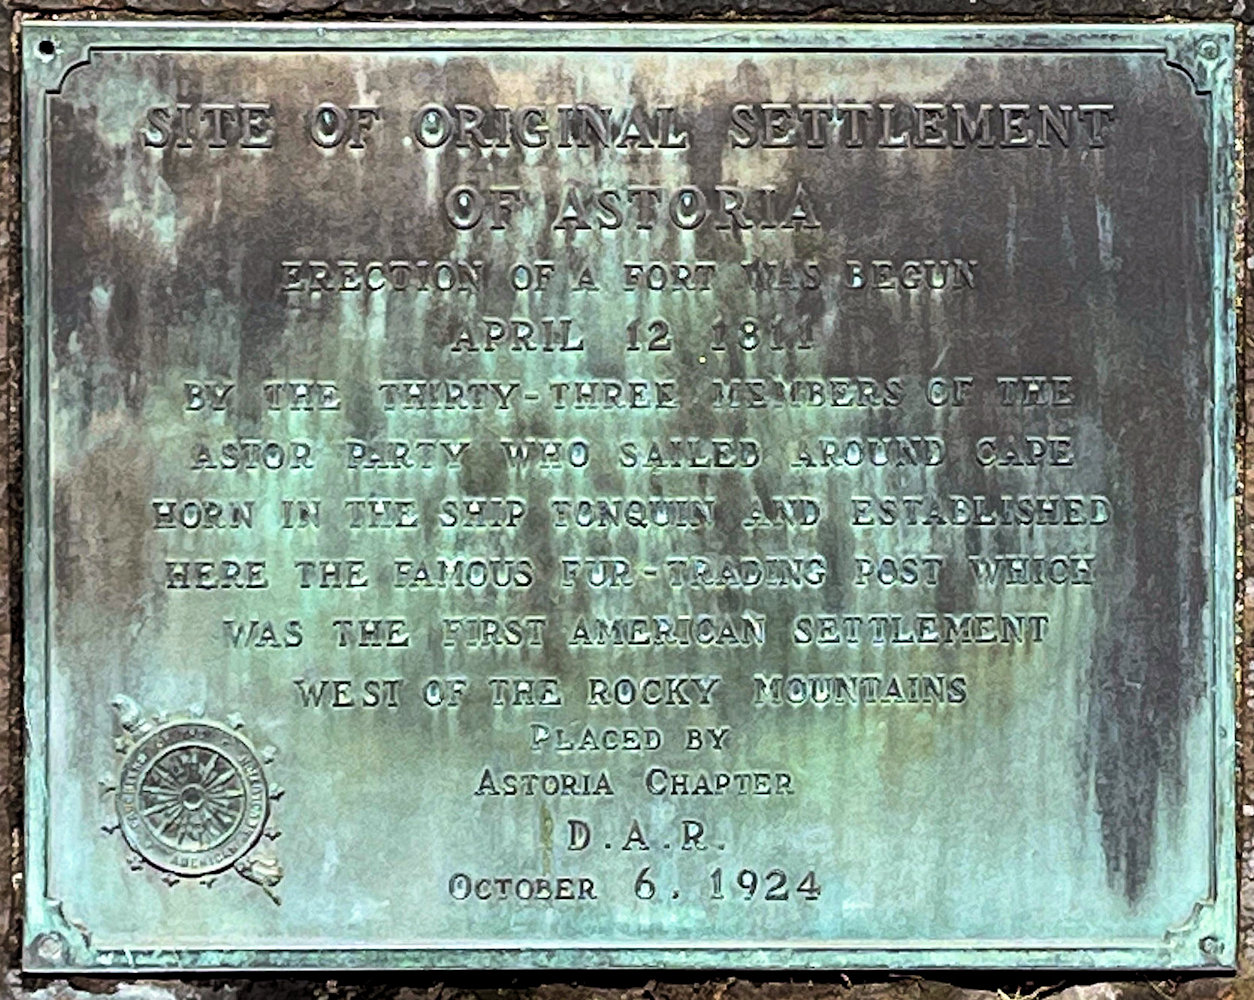 SITE OF ORIGINAL SETTLEMENT
OF ASTORIA
ERECTION OF A FORT WAS BEGUN
APRIL 12 1811
BY THE THIRTY-THREE MEMBERS OF THE
ASTOR PARTY WHO SAILED AROUND CAPE
HORN IN THE SHIP TONQUIN AND ESTABLISHED
HERE THE FAMOUS FUR-TRADING POST WHICH
WAS THE FIRST AMERICAN SETTLEMENT
WEST OF THE ROCKY MOUNTAINS
PLACED BY
ASTORIA CHAPTER
D.A.R.
OCTOBER 6, 1924
AMERICAN